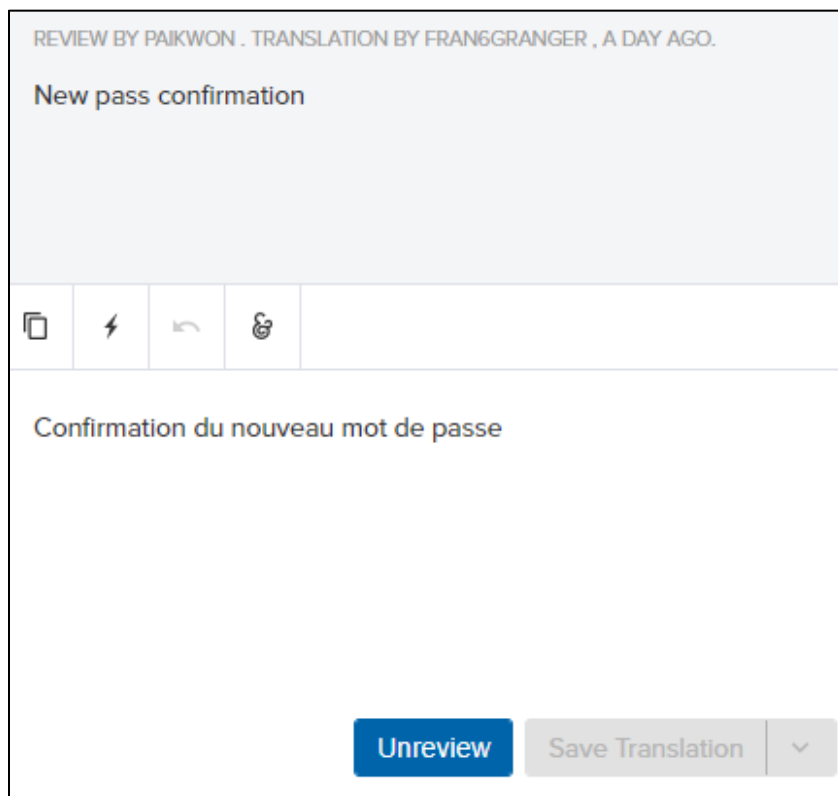 REVIEW BY PAIKWON . TRANSLATION BY FRAN6GRANGER , A DAY AGO.
New pass confirmation
Confirmation du nouveau mot de passe
Unreview
Save Translation